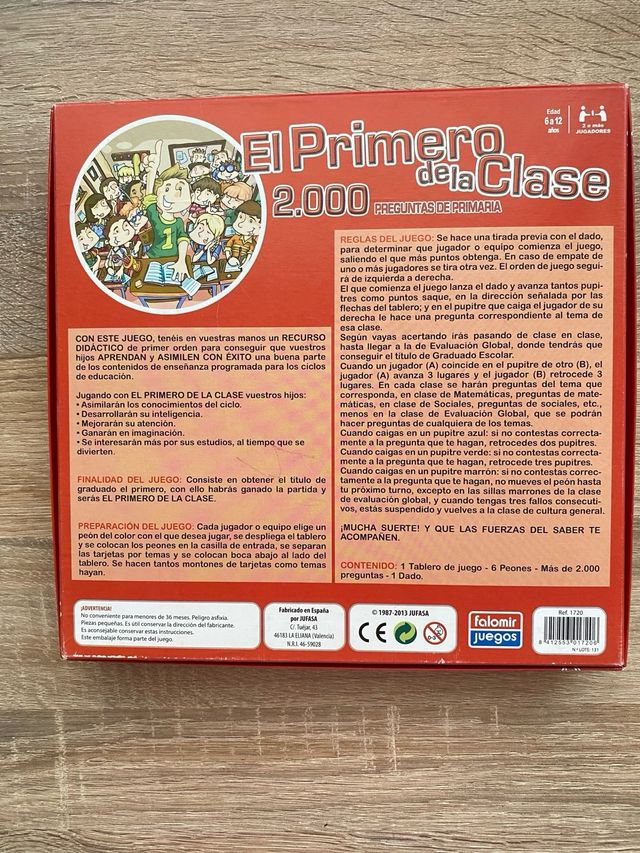 Edad
6 a 12
años
2 o más
JUGADORES
El Primero
de la Clase
2.000 PREGUNTAS DE PRIMARIA
1
CON ESTE JUEGO, tenéis en vuestras manos un RECURSO
DIDÁCTICO de primer orden para conseguir que vuestros
hijos APRENDAN y ASIMILEN CON ÉXITO una buena parte
de los contenidos de enseñanza programada para los ciclos
de educación.
Jugando con EL PRIMERO DE LA CLASE vuestros hijos:
• Asimilarán los conocimientos del ciclo.
• Desarrollarán su inteligencia.
• Mejorarán su atención.
• Ganarán en imaginación.
• Se interesarán más por sus estudios, al tiempo que se
divierten.
FINALIDAD DEL JUEGO: Consiste en obtener el título de
graduado el primero, con ello habrás ganado la partida y
serás EL PRIMERO DE LA CLASE.
PREPARACIÓN DEL JUEGO: Cada jugador o equipo elige un
peón del color con el que desea jugar, se despliega el tablero
y se colocan los peones en la casilla de entrada, se separan
las tarjetas por temas y se colocan boca abajo al lado del
tablero. Se hacen tantos montones de tarjetas como temas
hayan.
REGLAS DEL JUEGO: Se hace una tirada previa con el dado,
para determinar que jugador o equipo comienza el juego,
saliendo el que más puntos obtenga. En caso de empate de
uno o más jugadores se tira otra vez. El orden de juego segui-
rá de izquierda a derecha.
El que comienza el juego lanza el dado y avanza tantos pupi-
tres como puntos saque, en la dirección señalada por las
flechas del tablero; y en el pupitre que caiga el jugador de su
derecha le hace una pregunta correspondiente al tema de
esa clase.
Según vayas acertando irás pasando de clase en clase,
hasta llegar a la de Evaluación Global, donde tendrás que
conseguir el título de Graduado Escolar.
Cuando un jugador (A) coincide en el pupitre de otro (B), el
jugador (A) avanza 3 lugares y el jugador (B) retrocede 3
lugares. En cada clase se harán preguntas del tema que
corresponda, en clase de Matemáticas, preguntas de mate-
máticas, en clase de Sociales, preguntas de sociales, etc.,
menos en la clase de Evaluación Global, que se podrán
hacer preguntas de cualquiera de los temas.
Cuando caigas en un pupitre azul: si no contestas correcta-
mente a la pregunta que te hagan, retrocedes dos pupitres.
Cuando caigas en un pupitre verde: si no contestas correcta-
mente a la pregunta que te hagan, retrocede tres pupitres.
Cuando caigas en un pupitre marrón: si no contestas correc-
tamente a la pregunta que te hagan, no mueves el peón hasta
tu próximo turno, excepto en las sillas marrones de la clase
de evaluación global, y cuando tengas tres fallos consecuti-
vos, estás suspendido y vuelves a la clase de cultura general.
¡MUCHA SUERTE! Y QUE LAS FUERZAS DEL SABER TE
ACOMPAÑEN.
CONTENIDO: 1 Tablero de juego - 6 Peones - Más de 2.000
preguntas - 1 Dado.
¡ADVERTENCIA!
No conveniente para menores de 36 meses. Peligro asfixia.
Piezas pequeñas. Es útil conservar la dirección del fabricante.
Es aconsejable conservar estas instrucciones.
Este embalaje forma parte del juego.
Fabricado en España
por JUFASA
C/. Tuéjar, 43
46183 LA ELIANA (Valencia)
N.R.I. 46-59028
© 1987-2013 JUFASA
CE
0-3
falomir
juegos
Ref. 1720
8 412553 017206
N.º LOTE: 131